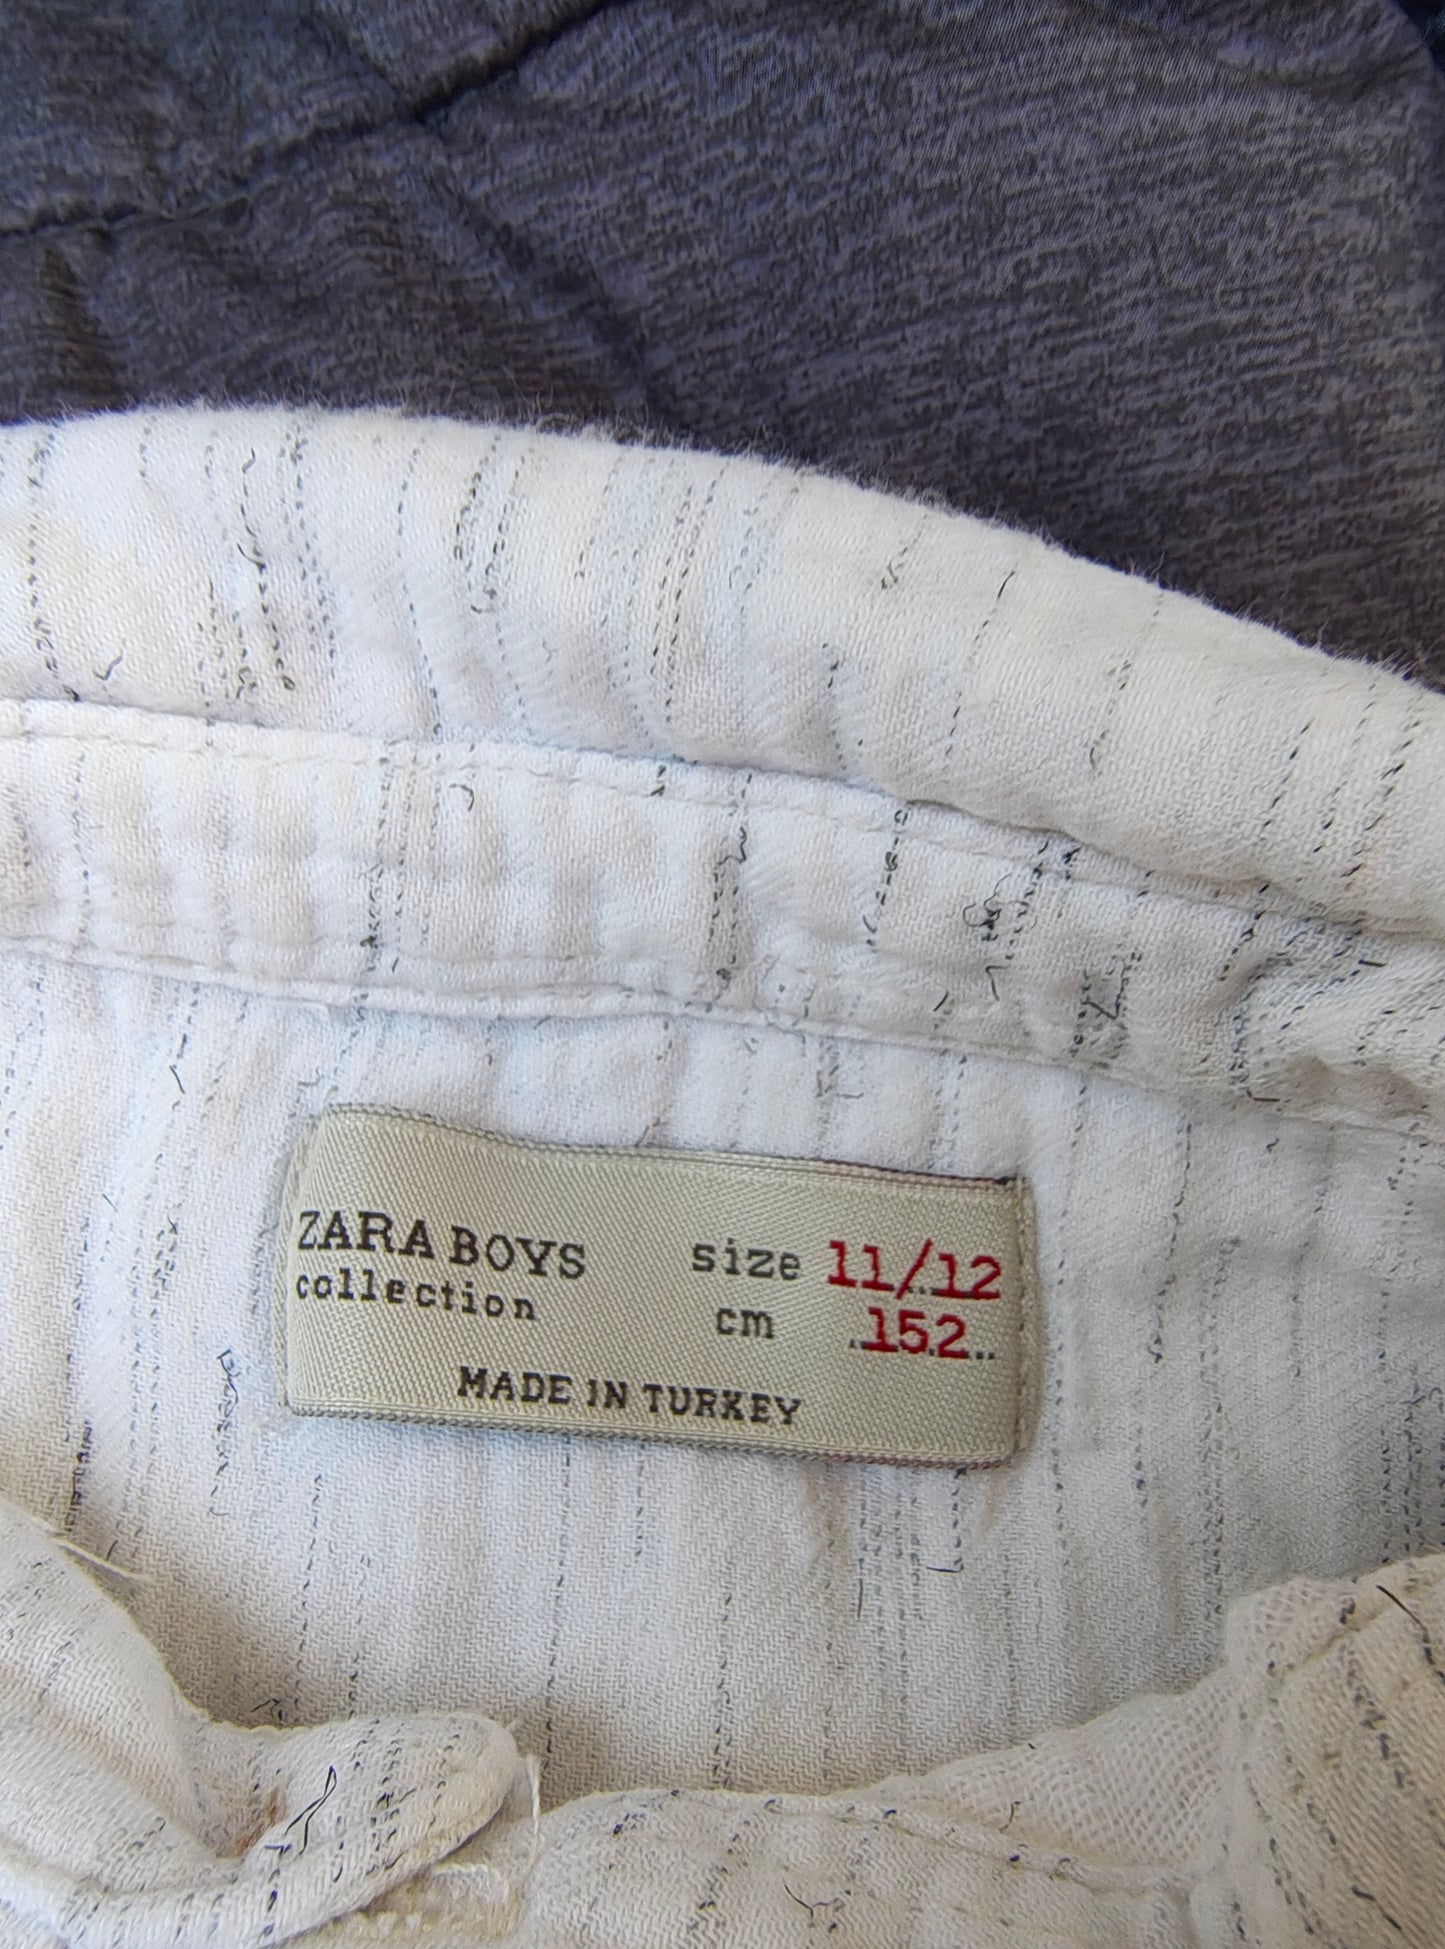 ZARA BOYS size 11/12
collection cm 152
MADE IN TURKEY